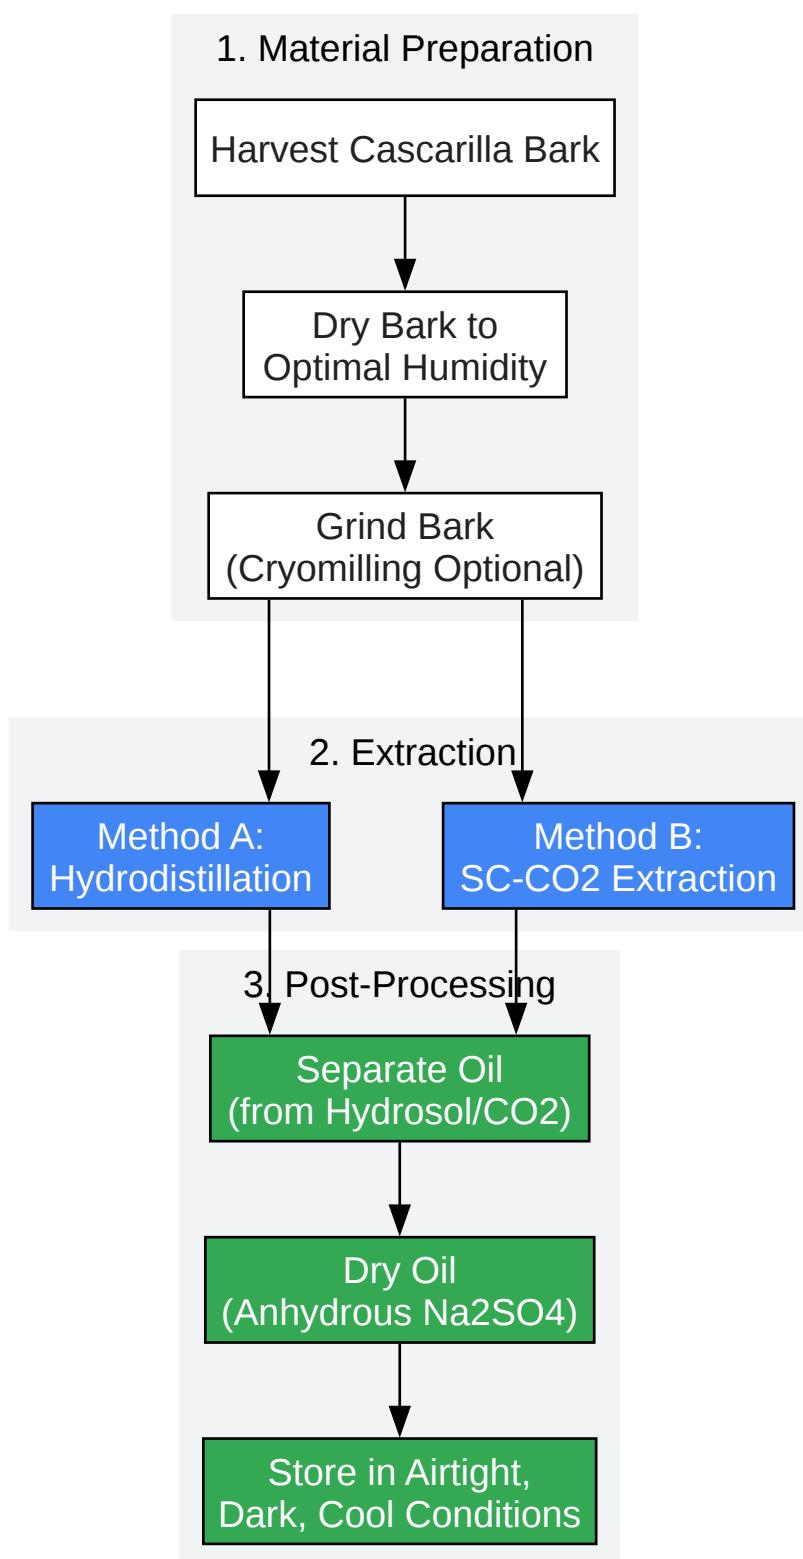 1. Material Preparation
Harvest Cascarilla Bark
Dry Bark to
Optimal Humidity
Grind Bark
(Cryomilling Optional)
2. Extraction
Method A:
Hydrodistillation
Method B:
SC-CO2 Extraction
3. Post-Processing
Separate Oil
(from Hydrosol/CO2)
Dry Oil
(Anhydrous Na2SO4)
Store in Airtight,
Dark, Cool Conditions